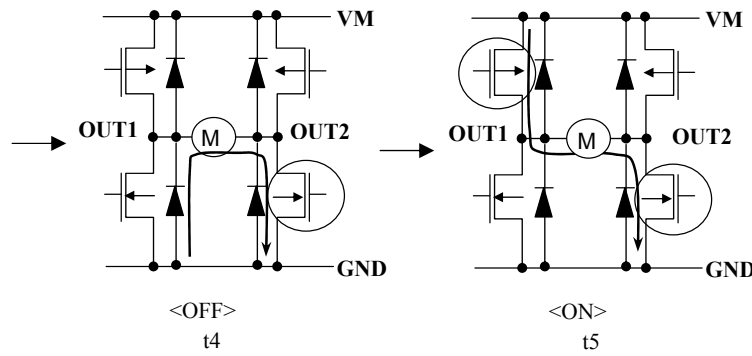 VM
VM
OUT1
M
OUT2
OUT1
M
OUT2
GND
GND
<OFF>
<ON>
t4
t5